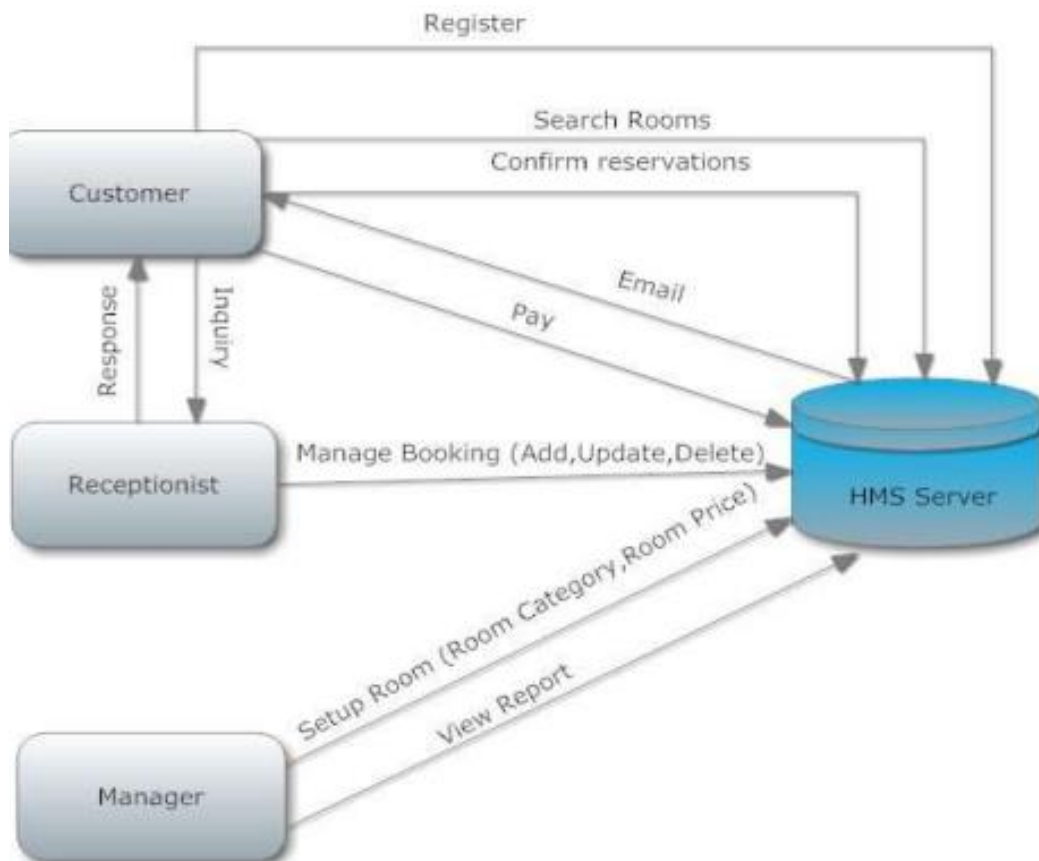 Register
Search Rooms
Confirm reservations
Customer
Email
Pay
Response
Inquiry
Manage Booking (Add,Update,Delete)
Receptionist
HMS Server
Setup Room (Room Category,Room Price)
View Report
Manager